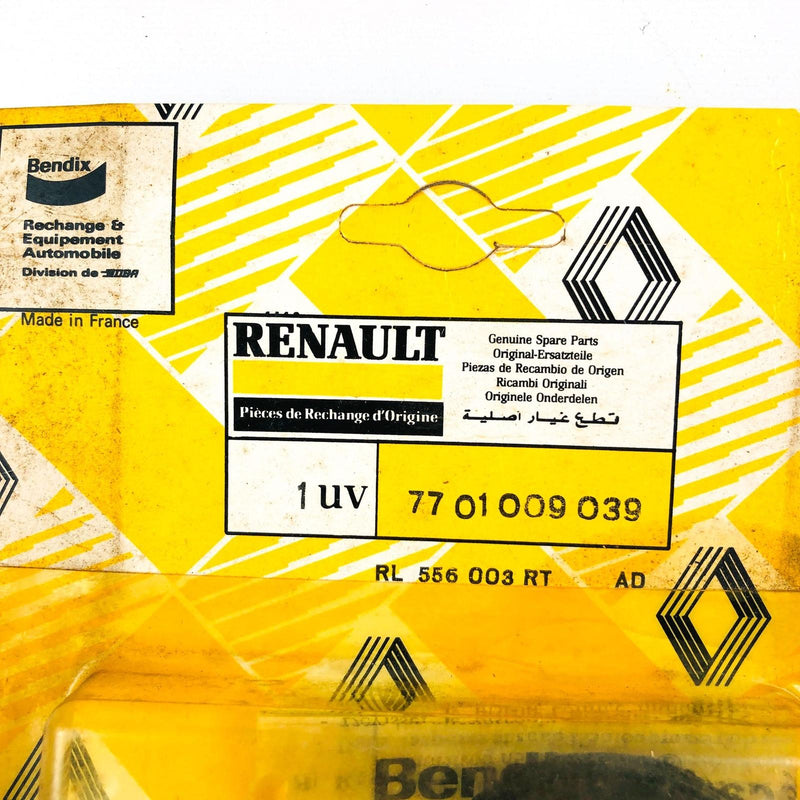 Bendix
Rechange &
Equipement
Automobile
Division de
Made in France
RENAULT
Pièces de Rechange d'Origine
Genuine Spare Parts
Original-Ersatzteile
Piezas de Recambio de Origen
Ricambi Originali
Originele Onderdelen
قطع غيار أصلية
1 UV
77 01 009 039
RL 556 003 RT AD
Bendix